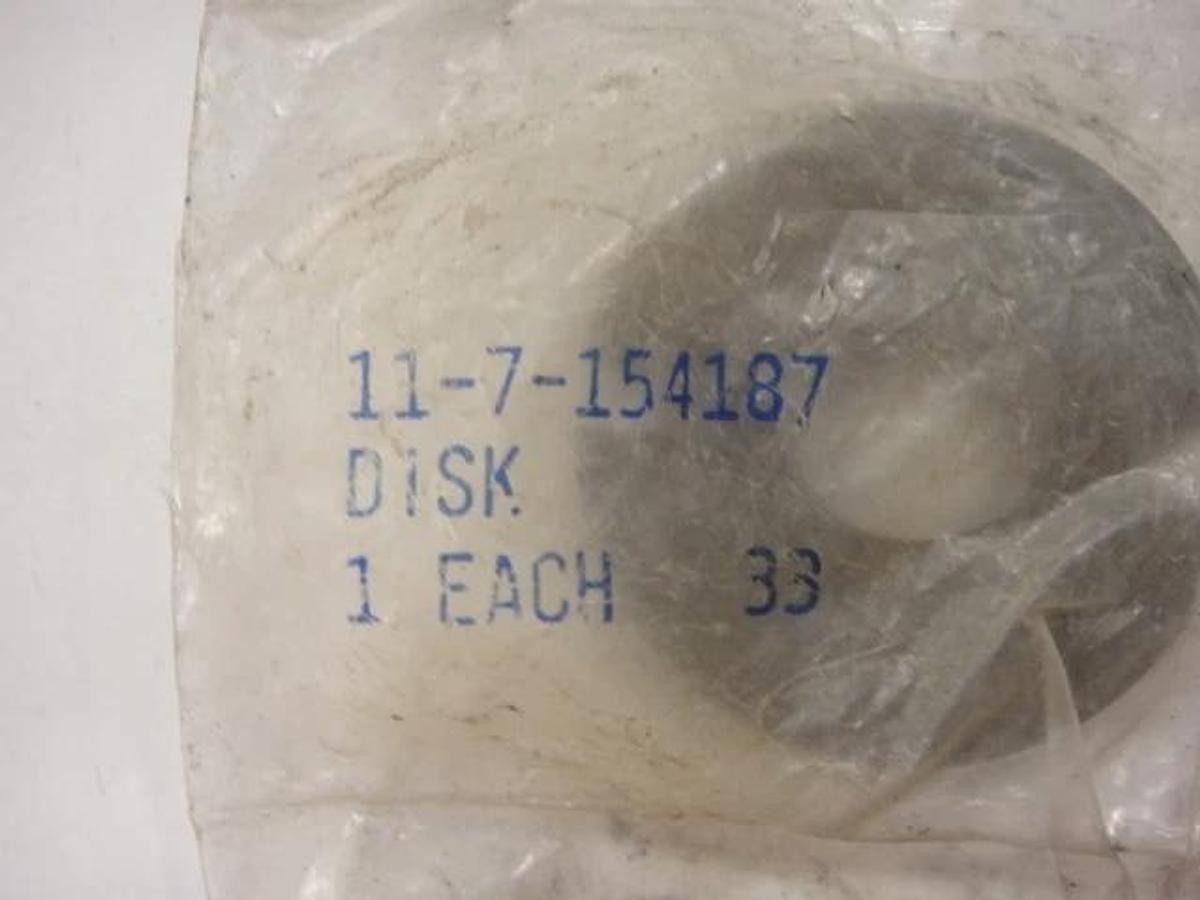 11-7-154187
DISK
1 EACH 33